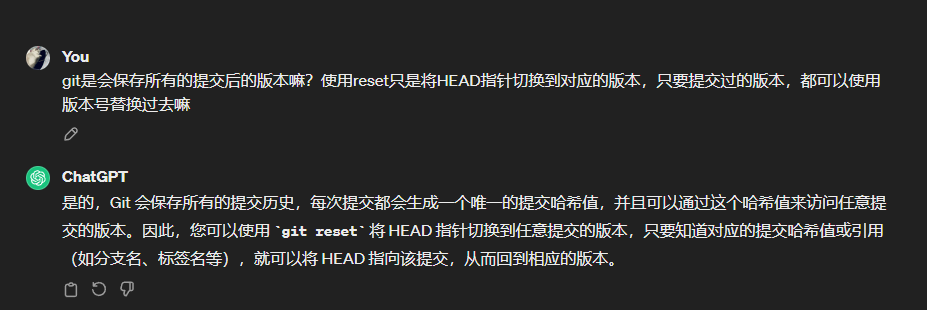 You
git是会保存所有的提交后的版本嘛？使用reset只是将HEAD指针切换到对应的版本，只要提交过的版本，都可以使用
版本号替换过去嘛
ChatGPT
是的，Git 会保存所有的提交历史，每次提交都会生成一个唯一的提交哈希值，并且可以通过这个哈希值来访问任意提
交的版本。因此，您可以使用 `git reset` 将 HEAD 指针切换到任意提交的版本，只要知道对应的提交哈希值或引用
（如分支名、标签名等），就可以将 HEAD 指向该提交，从而回到相应的版本。